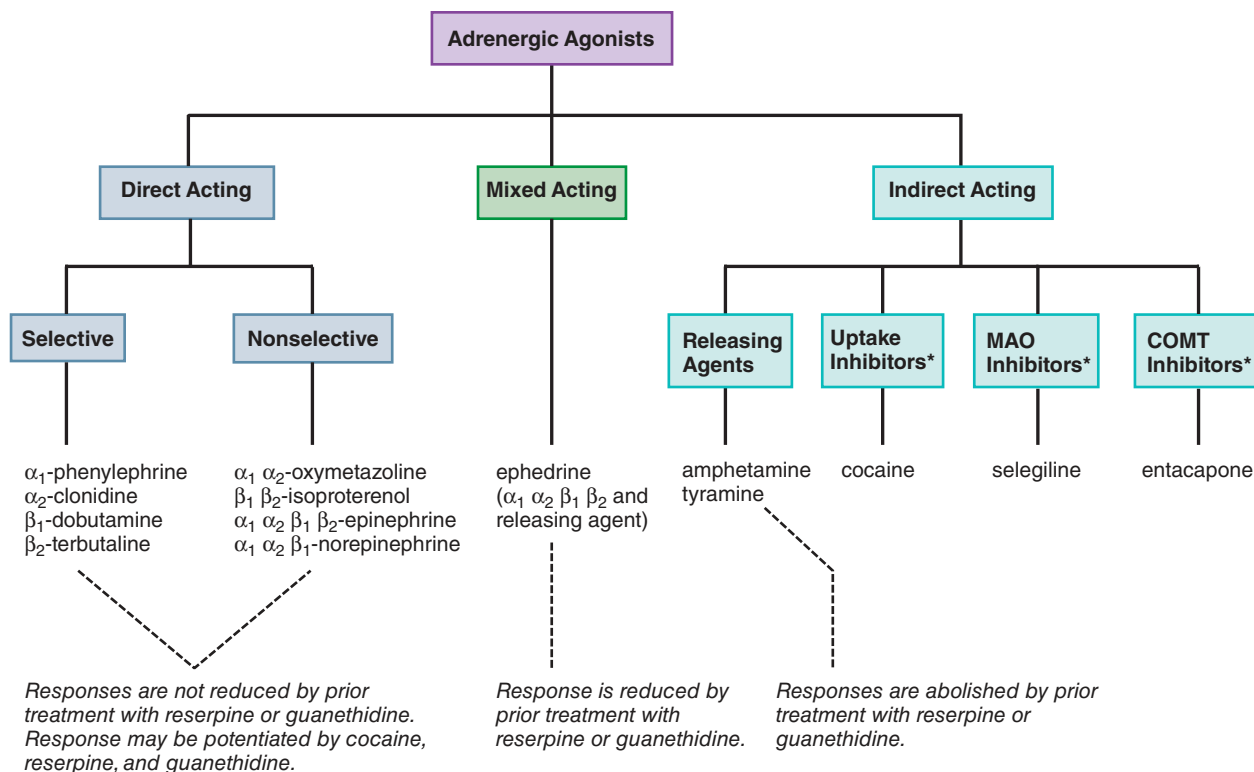 Adrenergic Agonists
Direct Acting
Mixed Acting
Indirect Acting
Selective
Nonselective
Releasing
Agents
Uptake
Inhibitors*
MAO
Inhibitors*
COMT
Inhibitors*
α₁-phenylephrine
α₂-clonidine
β₁-dobutamine
β₂-terbutaline
α₁ α₂-oxymetazoline
β₁ β₂-isoproterenol
α₁ α₂ β₁ β₂-epinephrine
α₁ α₂ β₁-norepinephrine
ephedrine
(α₁ α₂ β₁ β₂ and
releasing agent)
amphetamine
tyramine
cocaine
selegiline
entacapone
Responses are not reduced by prior
treatment with reserpine or guanethidine.
Response may be potentiated by cocaine,
reserpine, and guanethidine.
Response is reduced by
prior treatment with
reserpine or guanethidine.
Responses are abolished by prior
treatment with reserpine or
guanethidine.